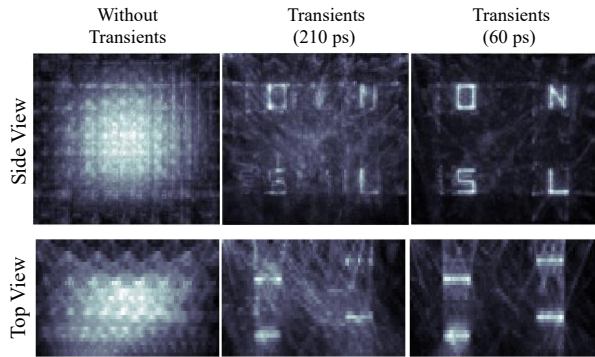 Without
Transients
Transients
(210 ps)
Transients
(60 ps)
Side View
O N
S L
O N
S L
Top View